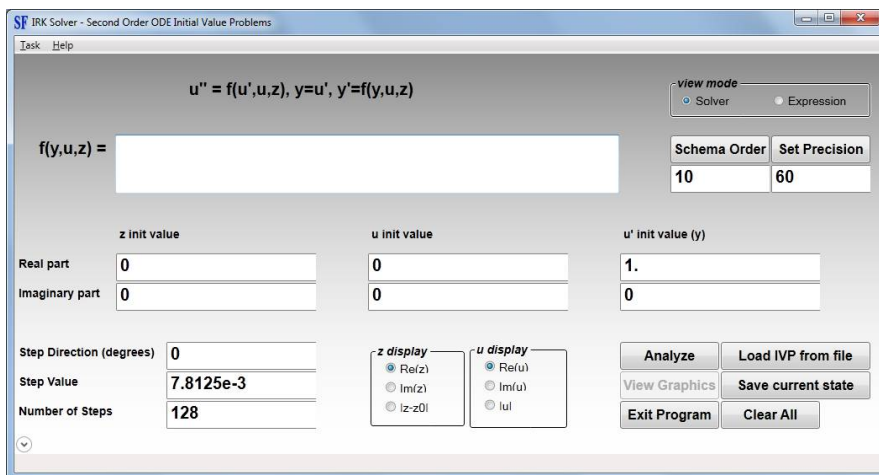 SF IRK Solver - Second Order ODE Initial Value Problems
Task Help
u'' = f(u',u,z), y=u', y'=f(y,u,z)
view mode
Solver Expression
f(y,u,z) =
Schema Order Set Precision
10 60
z init value u init value u' init value (y)
Real part 0 0 1.
Imaginary part 0 0 0
Step Direction (degrees) 0
Step Value 7.8125e-3
Number of Steps 128
z display
Re(z)
Im(z)
|z-z0|
u display
Re(u)
Im(u)
|u|
Analyze Load IVP from file
View Graphics Save current state
Exit Program Clear All